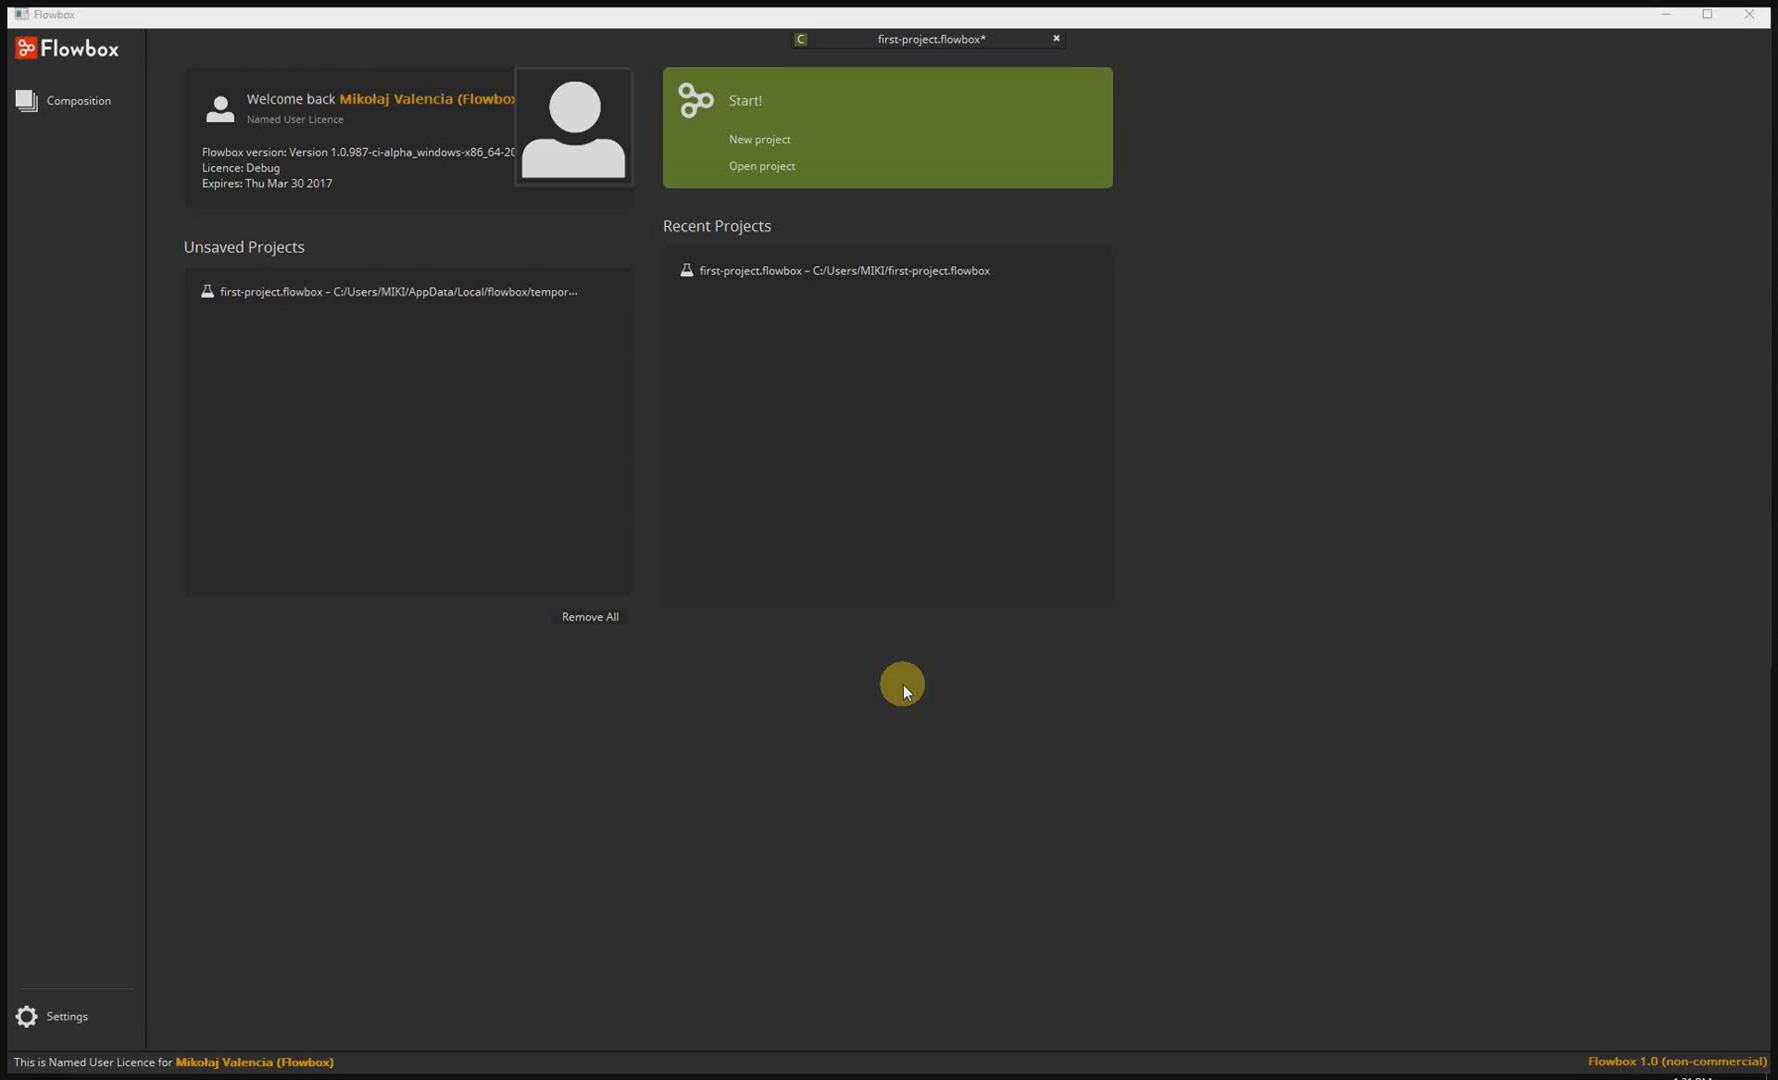 Flowbox
Flowbox
C
first-project.flowbox*
Composition
Welcome back Mikołaj Valencia (Flowbox
Named User Licence
Flowbox version: Version 1.0.987-ci-alpha_windows-x86_64-20
Licence: Debug
Expires: Thu Mar 30 2017
Start!
New project
Open project
Unsaved Projects
first-project.flowbox – C:/Users/MIKI/AppData/Local/flowbox/tempor...
Remove All
Recent Projects
first-project.flowbox – C:/Users/MIKI/first-project.flowbox
Settings
This is Named User Licence for Mikołaj Valencia (Flowbox)
Flowbox 1.0 (non-commercial)